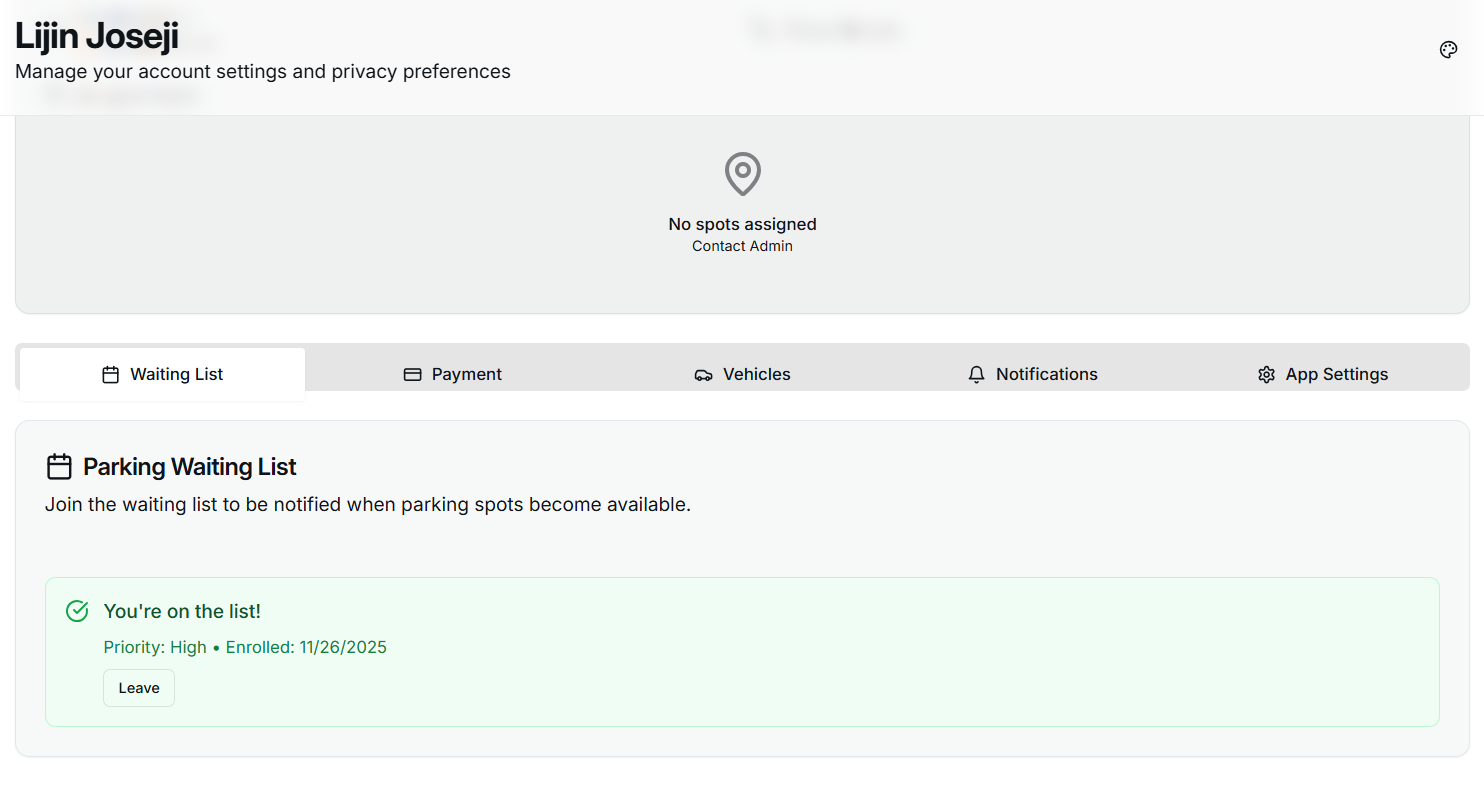 Lijin Joseji
Manage your account settings and privacy preferences
No spots assigned
Contact Admin
Waiting List
Payment
Vehicles
Notifications
App Settings
Parking Waiting List
Join the waiting list to be notified when parking spots become available.
You're on the list!
Priority: High • Enrolled: 11/26/2025
Leave